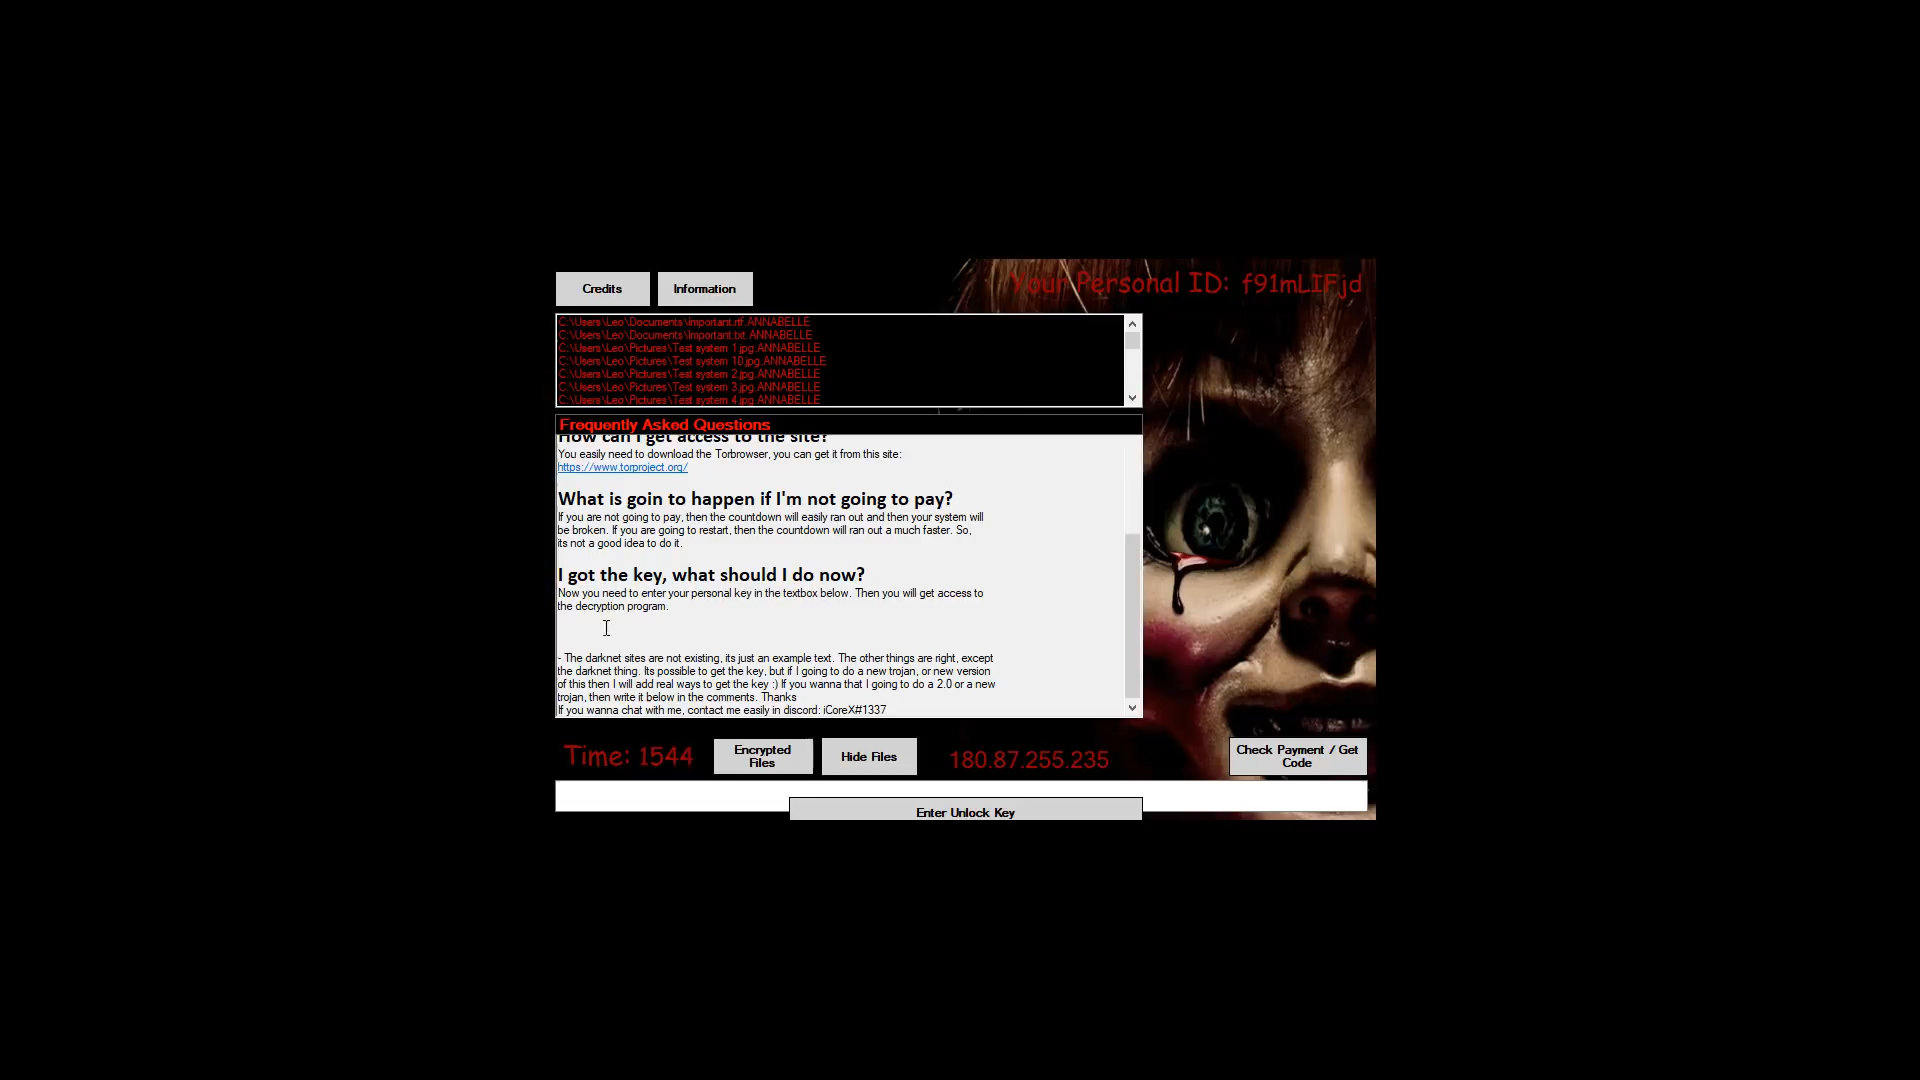 Credits
Information
Your Personal ID: f91mLIFjd
C:\Users\Leo\Documents\Important.rtf.ANNABELLE
C:\Users\Leo\Documents\Important.txt.ANNABELLE
C:\Users\Leo\Pictures\Test system 1.jpg.ANNABELLE
C:\Users\Leo\Pictures\Test system 10.jpg.ANNABELLE
C:\Users\Leo\Pictures\Test system 2.jpg.ANNABELLE
C:\Users\Leo\Pictures\Test system 3.jpg.ANNABELLE
C:\Users\Leo\Pictures\Test system 4.jpg.ANNABELLE
Frequently Asked Questions
How can I get access to the site?
You easily need to download the Torbrowser, you can get it from this site:
https://www.torproject.org/
What is goin to happen if I'm not going to pay?
If you are not going to pay, then the countdown will easily ran out and then your system will
be broken. If you are going to restart, then the countdown will ran out a much faster. So,
its not a good idea to do it.
I got the key, what should I do now?
Now you need to enter your personal key in the textbox below. Then you will get access to
the decryption program.
- The darknet sites are not existing, its just an example text. The other things are right, except
the darknet thing. Its possible to get the key, but if I going to do a new trojan, or new version
of this then I will add real ways to get the key :) If you wanna that I going to do a 2.0 or a new
trojan, then write it below in the comments. Thanks
If you wanna chat with me, contact me easily in discord: iCoreX#1337
Time: 1544
Encrypted
Files
Hide Files
180.87.255.235
Check Payment / Get
Code
Enter Unlock Key